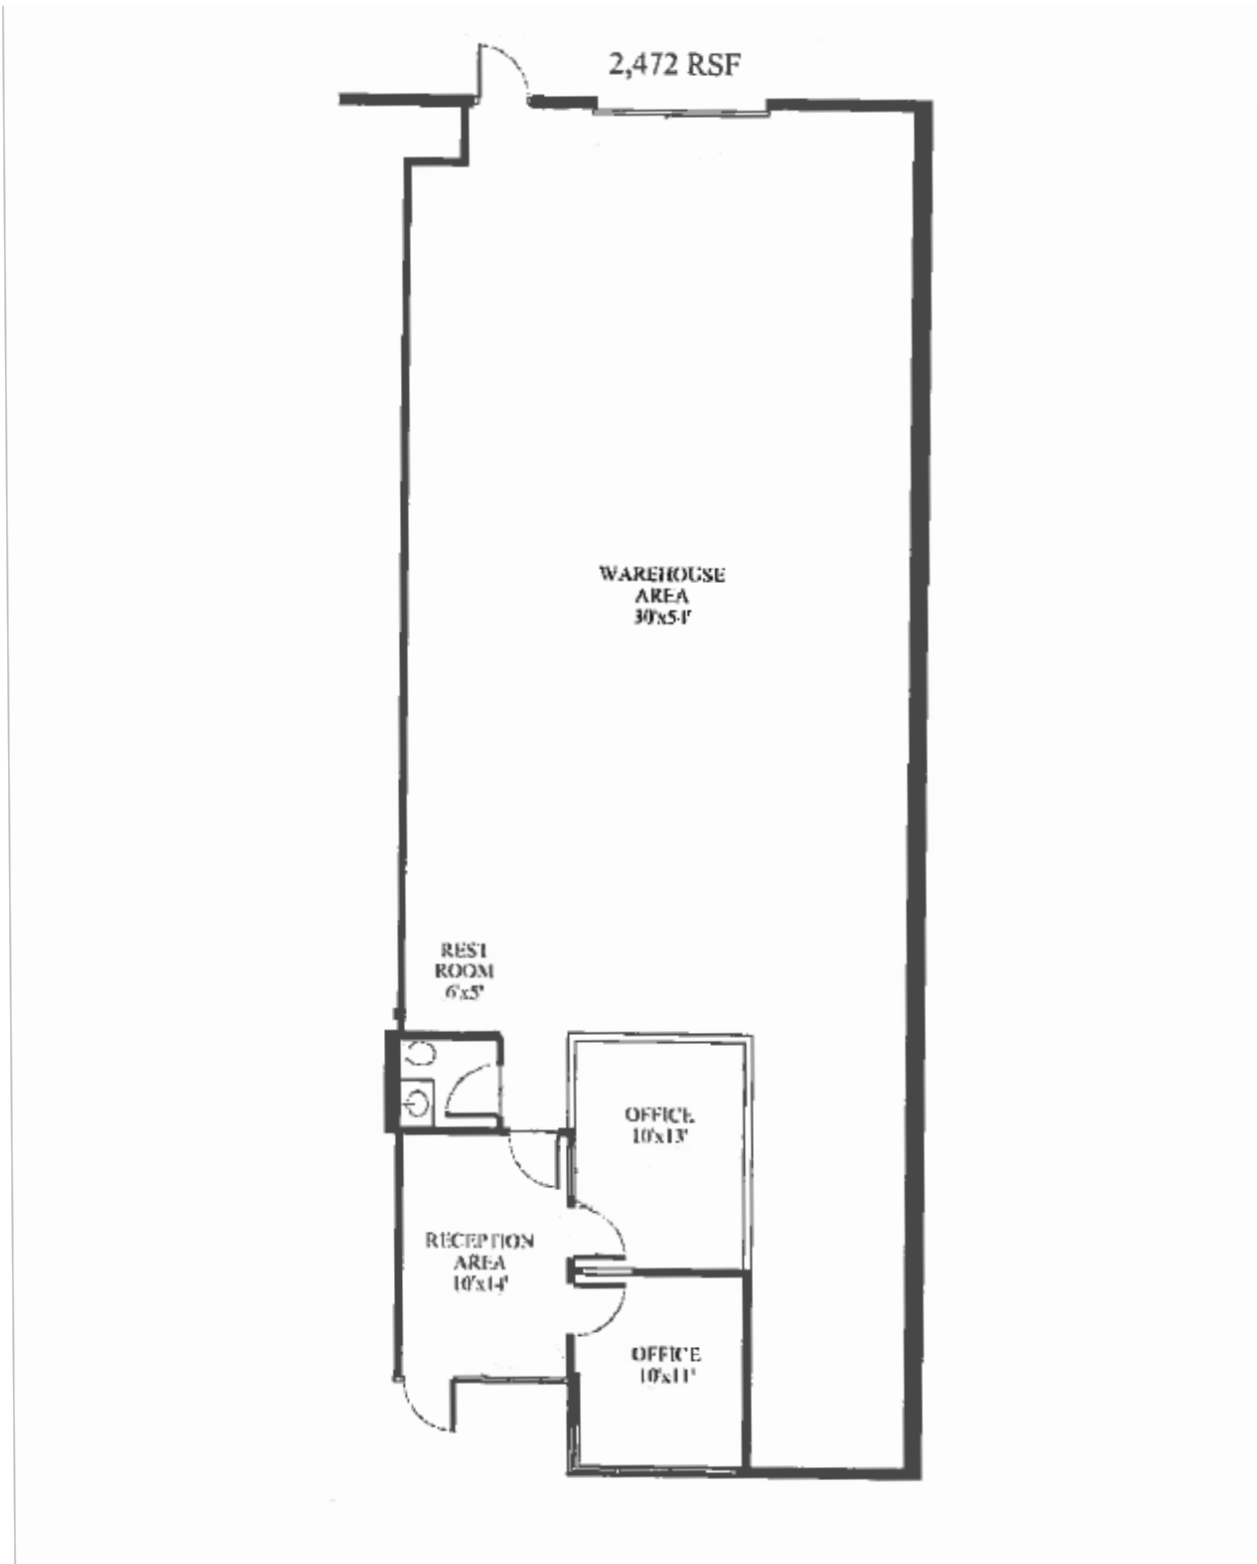 2,472 RSF
WAREHOUSE
AREA
30'x54'
REST
ROOM
6'x5'
OFFICE
10'x13'
RECEPTION
AREA
10'x14'
OFFICE
10'x11'